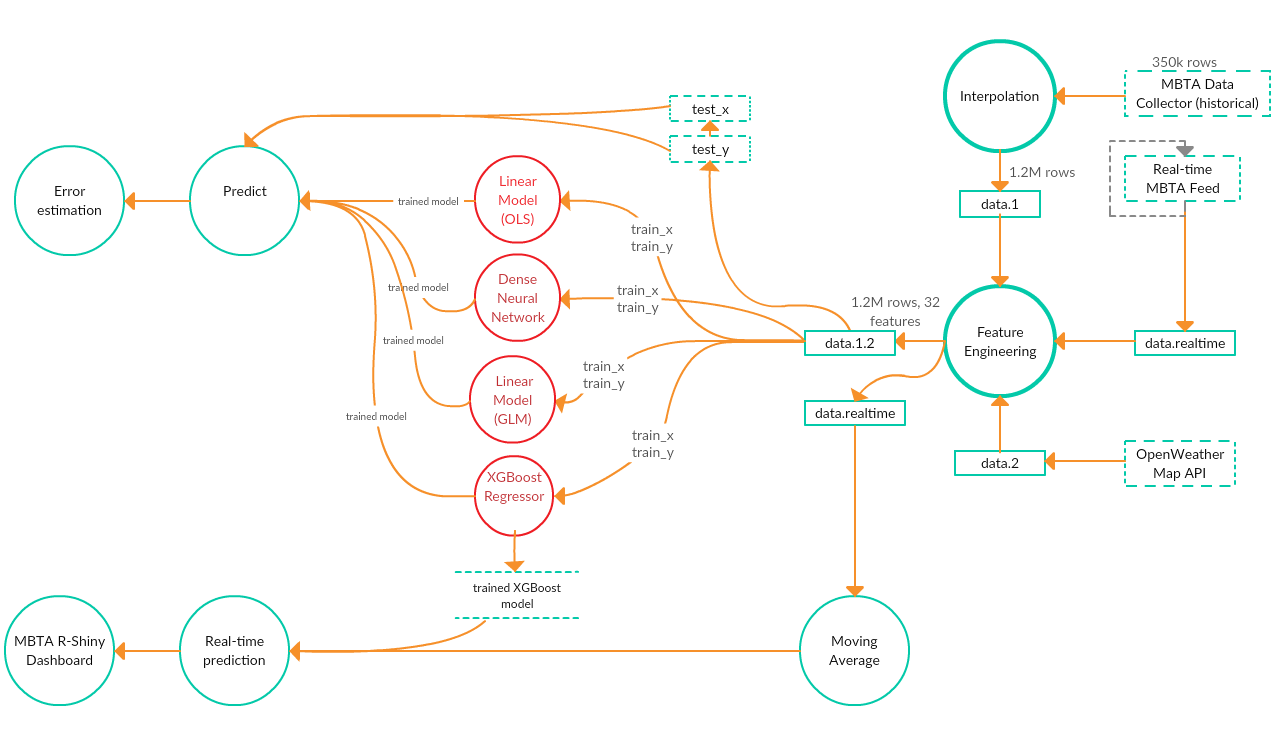 350k rows
MBTA Data
Collector (historical)
Interpolation
test_x
test_y
1.2M rows
Real-time
MBTA Feed
data.1
Error
estimation
Predict
Linear
Model
(OLS)
trained model
train_x
train_y
Dense
Neural
Network
trained model
train_x
train_y
1.2M rows, 32
features
Feature
Engineering
data.1.2
data.realtime
trained model
Linear
Model
(GLM)
train_x
train_y
data.realtime
trained model
train_x
train_y
XGBoost
Regressor
data.2
OpenWeather
Map API
trained XGBoost
model
MBTA R-Shiny
Dashboard
Real-time
prediction
Moving
Average